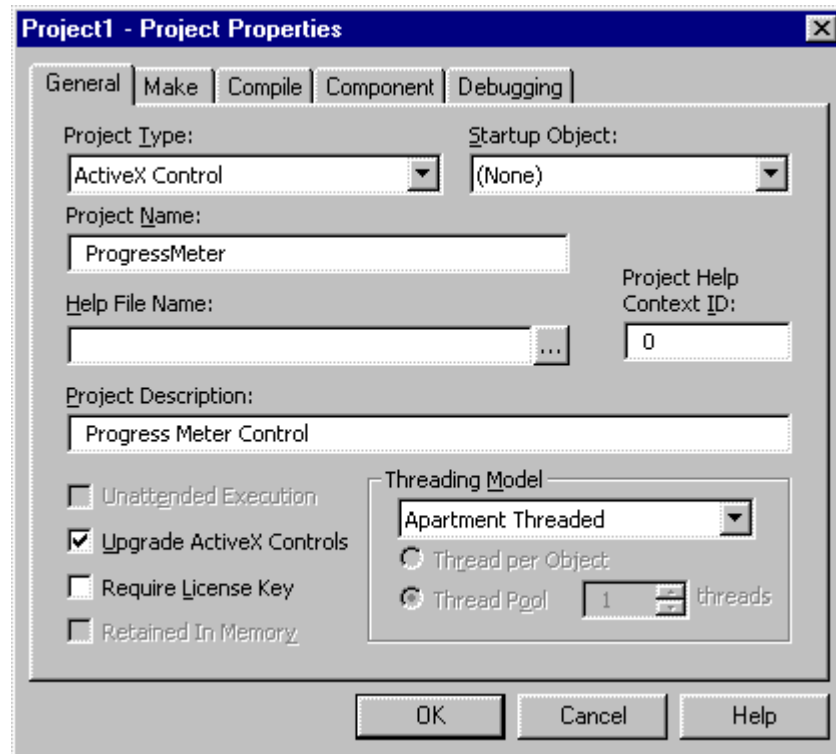 Project1 - Project Properties
General Make Compile Component Debugging
Project Type: Startup Object:
ActiveX Control (None)
Project Name:
ProgressMeter
Project Help
Help File Name: Context ID:
... 0
Project Description:
Progress Meter Control
Threading Model
Unattended Execution
Apartment Threaded
Upgrade ActiveX Controls
Thread per Object
Require License Key
Thread Pool 1 threads
Retained In Memory
OK Cancel Help